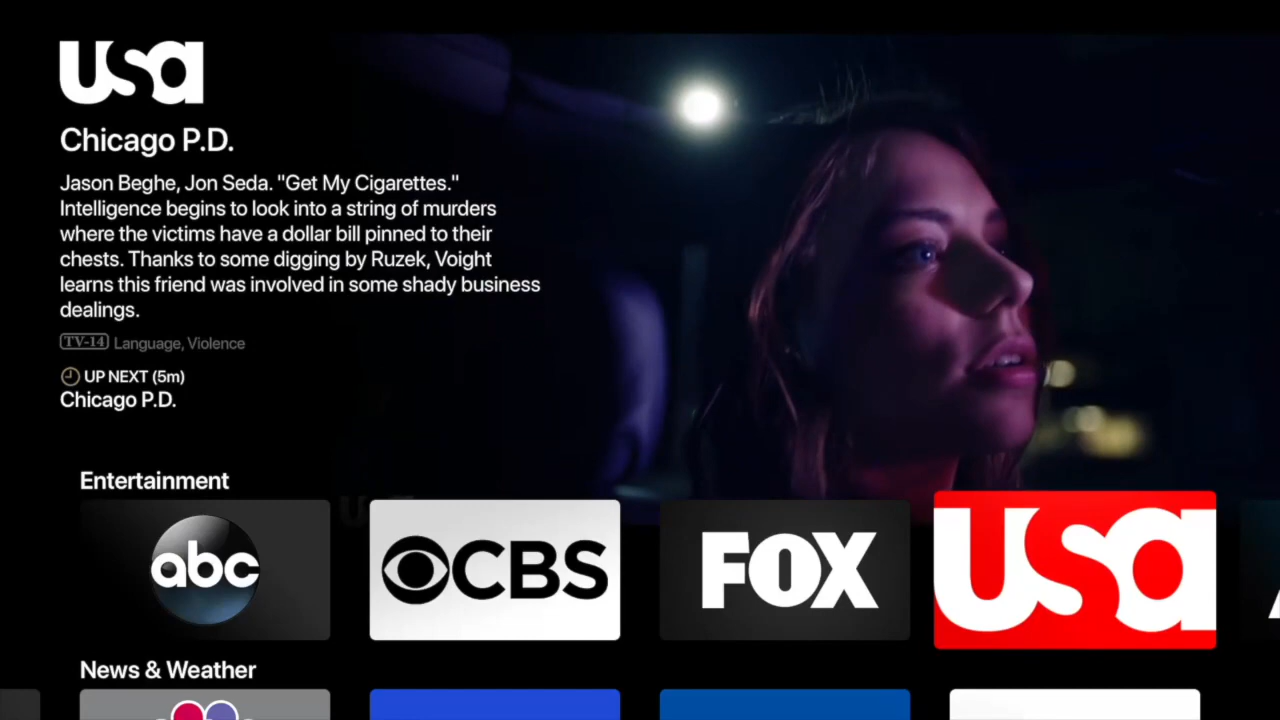 usa
Chicago P.D.
Jason Beghe, Jon Seda. "Get My Cigarettes."
Intelligence begins to look into a string of murders
where the victims have a dollar bill pinned to their
chests. Thanks to some digging by Ruzek, Voight
learns this friend was involved in some shady business
dealings.
TV-14 Language, Violence
UP NEXT (5m)
Chicago P.D.
Entertainment
abc
CBS
FOX
usa
News & Weather